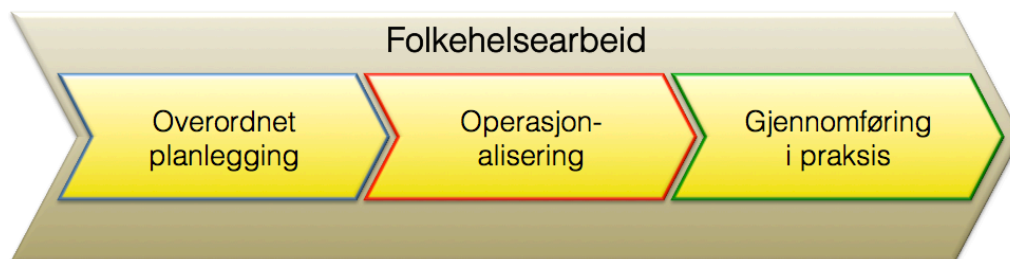 Folkehelsearbeid
Overordnet
planlegging
Operasjon-
alisering
Gjennomføring
i praksis